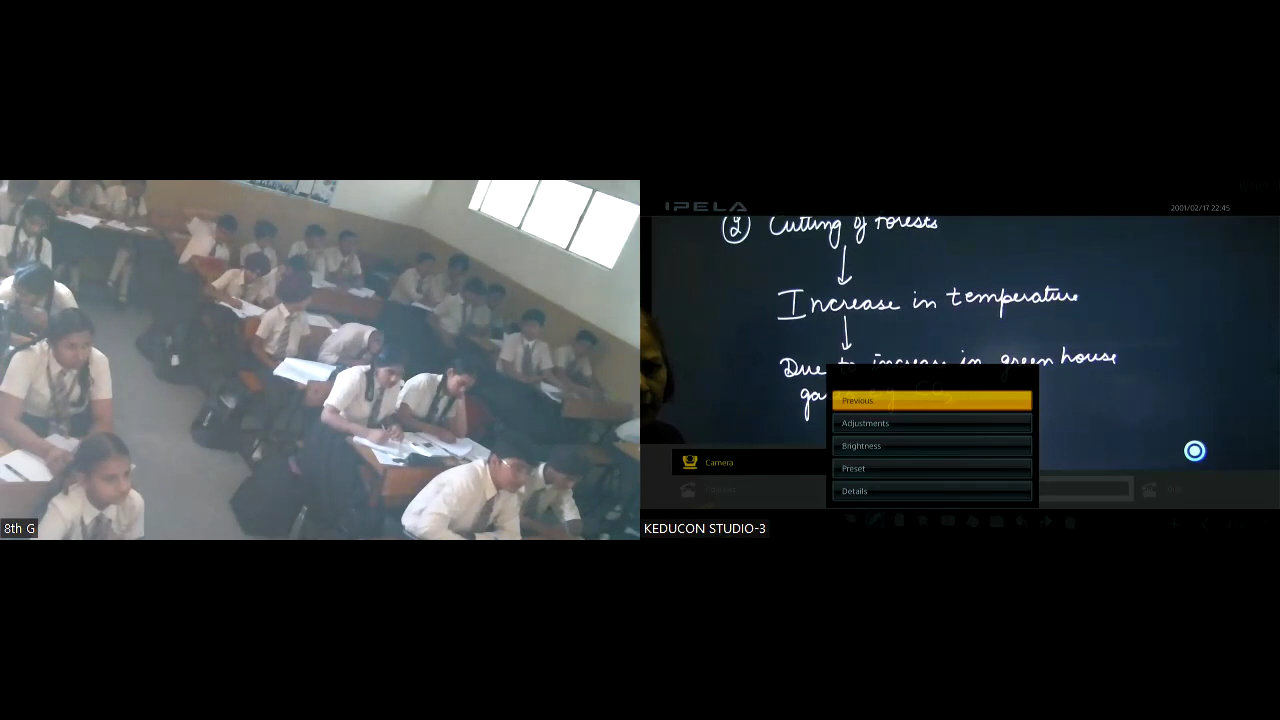 IPELA
2001/02/17 22:45
② Cutting of Forests
Increase in temperature
Due to increase in green house
CO2
Previous
Adjustments
Brightness
Preset
Details
Camera
8th G
KEDUCON STUDIO-3